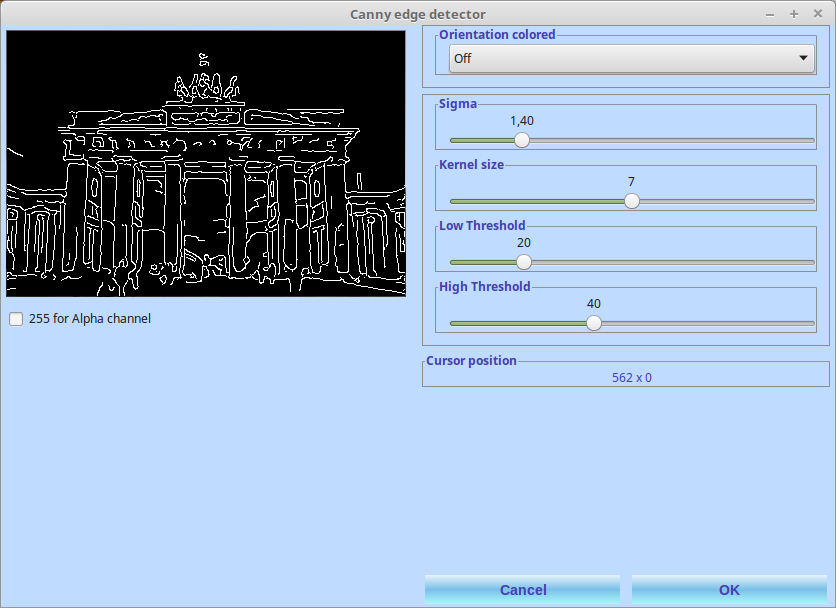 Canny edge detector
Orientation colored
Off
Sigma
1,40
Kernel size
7
Low Threshold
20
High Threshold
40
255 for Alpha channel
Cursor position
562 x 0
Cancel
OK